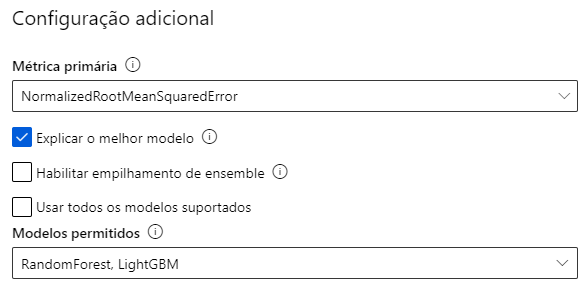 Configuração adicional
Métrica primária
NormalizedRootMeanSquaredError
Explicar o melhor modelo
Habilitar empilhamento de ensemble
Usar todos os modelos suportados
Modelos permitidos
RandomForest, LightGBM